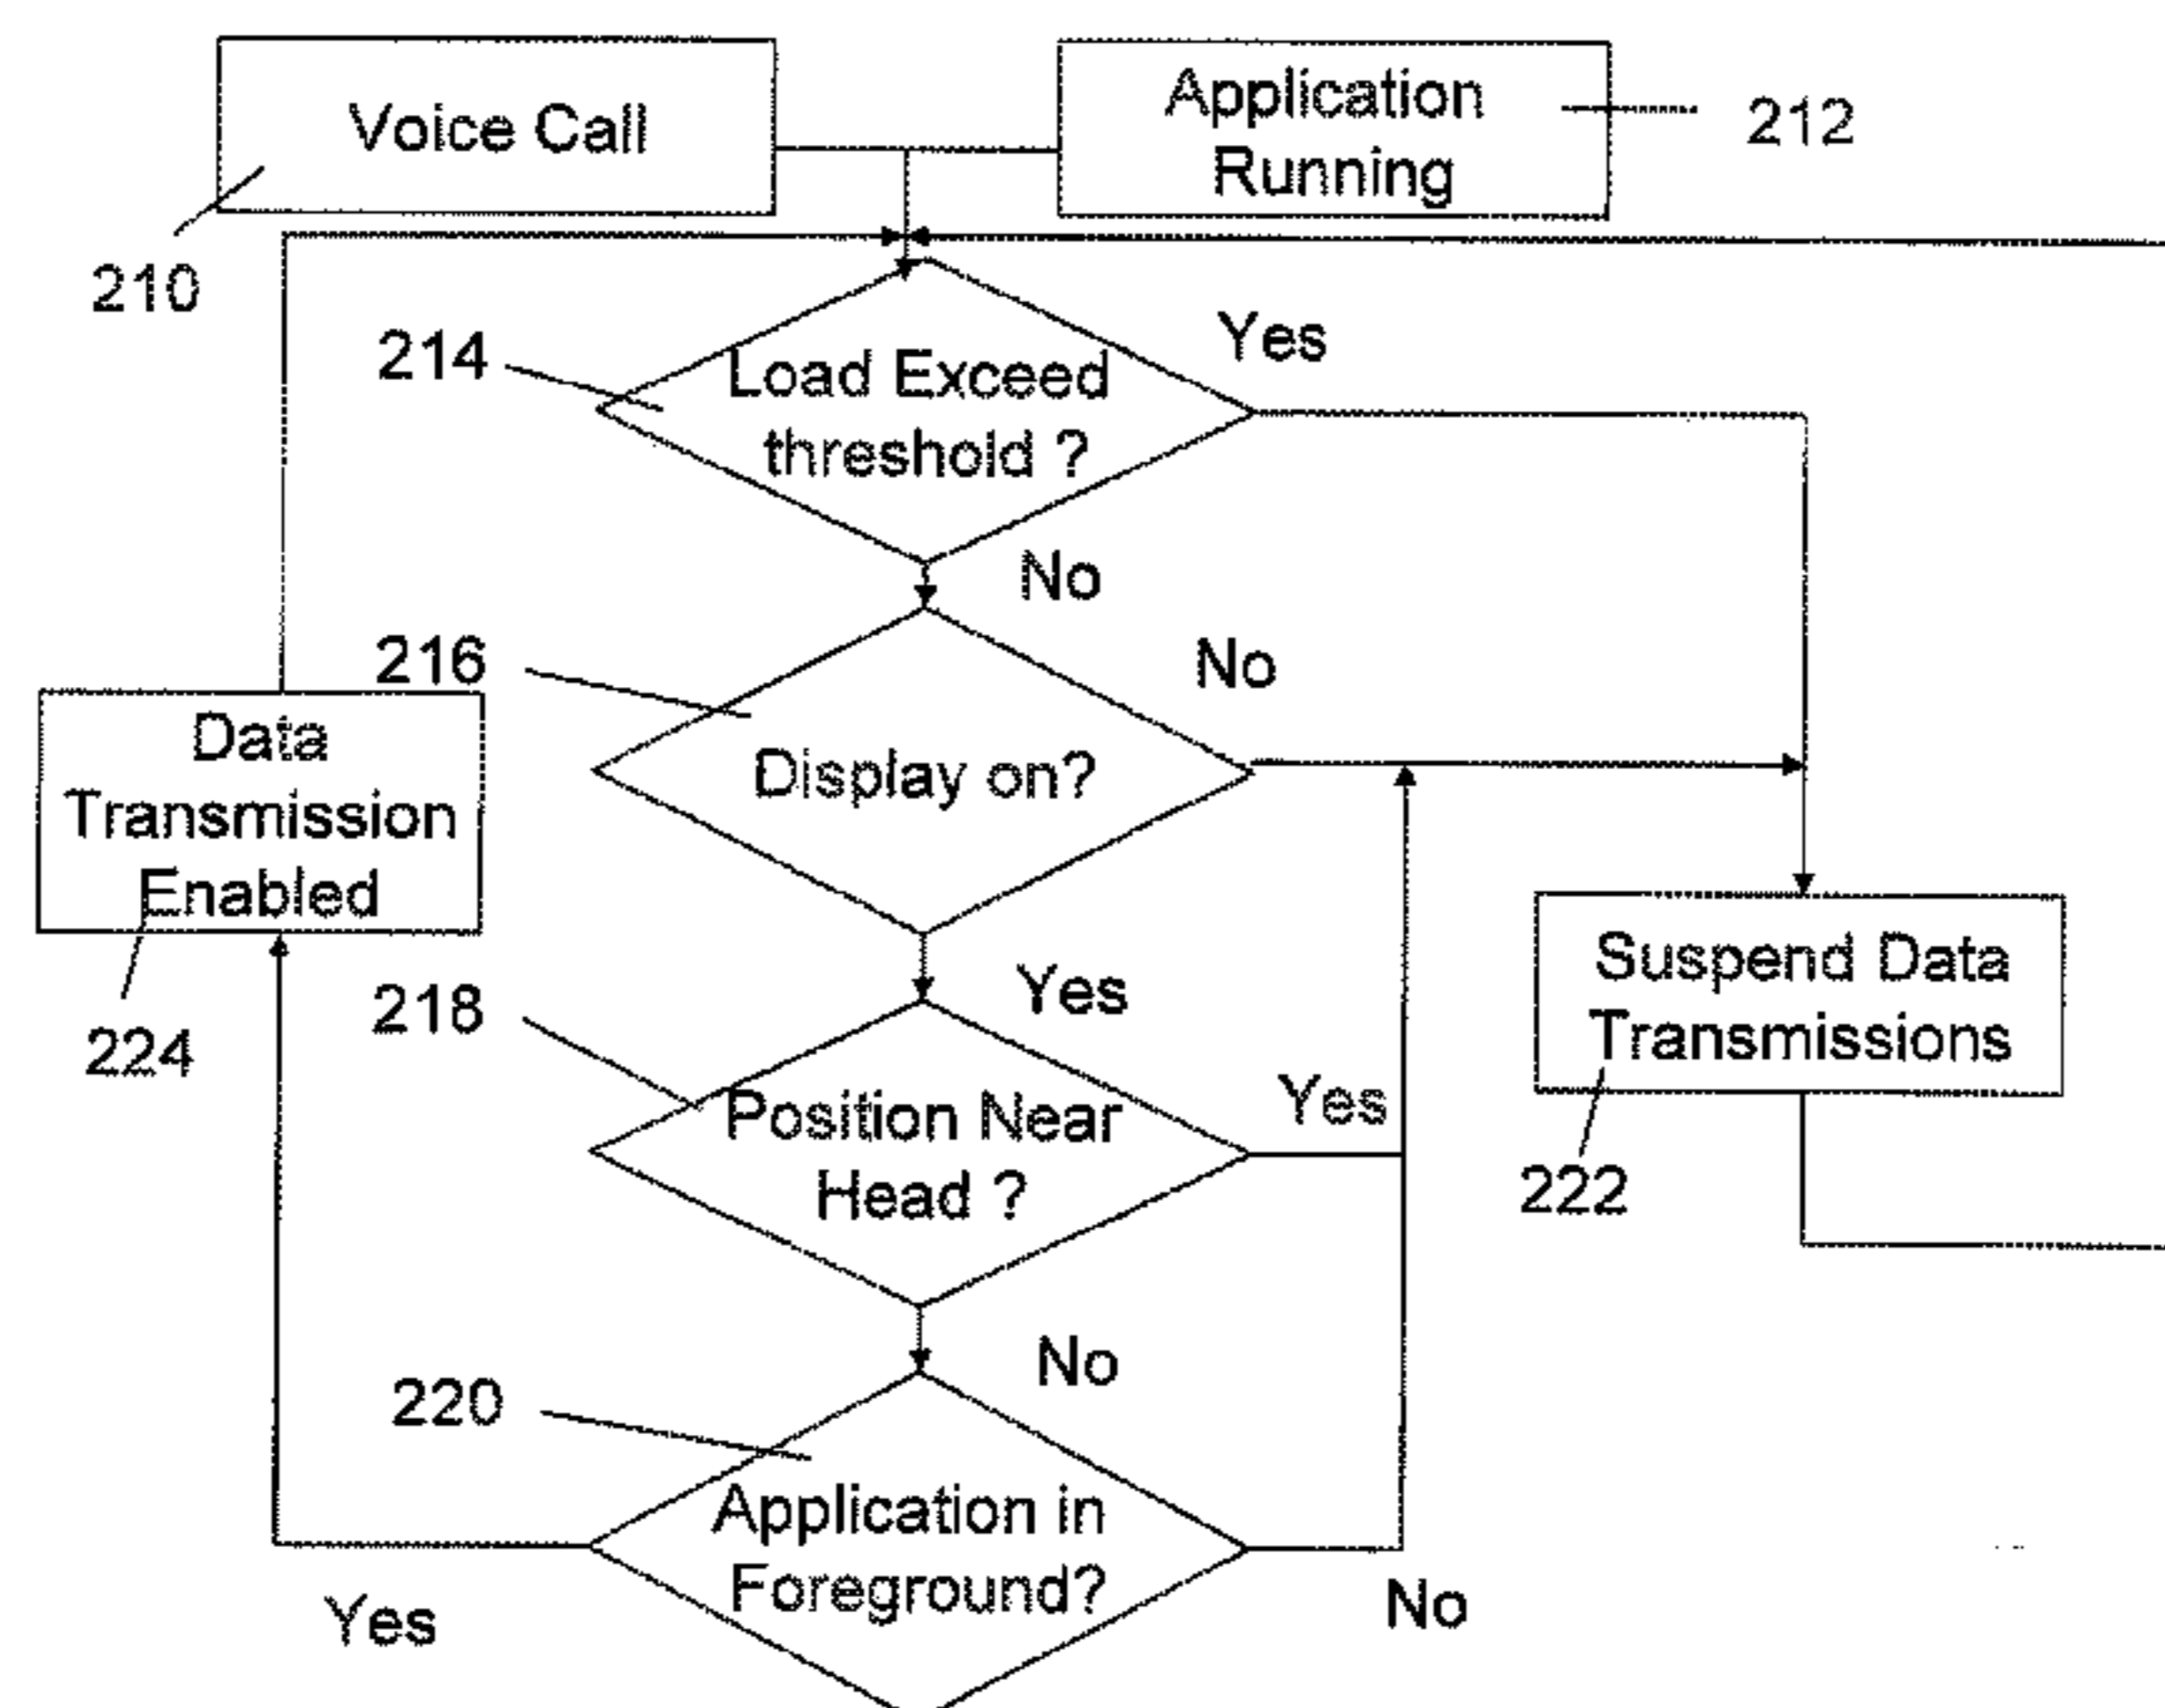 Voice Call
Application
Running
212
210
214
Load Exceed
threshold ?
Yes
No
216
Display on?
No
Data
Transmission
Enabled
224
Yes
218
Position Near
Head ?
Yes
Suspend Data
Transmissions
222
No
220
Application in
Foreground?
Yes
No